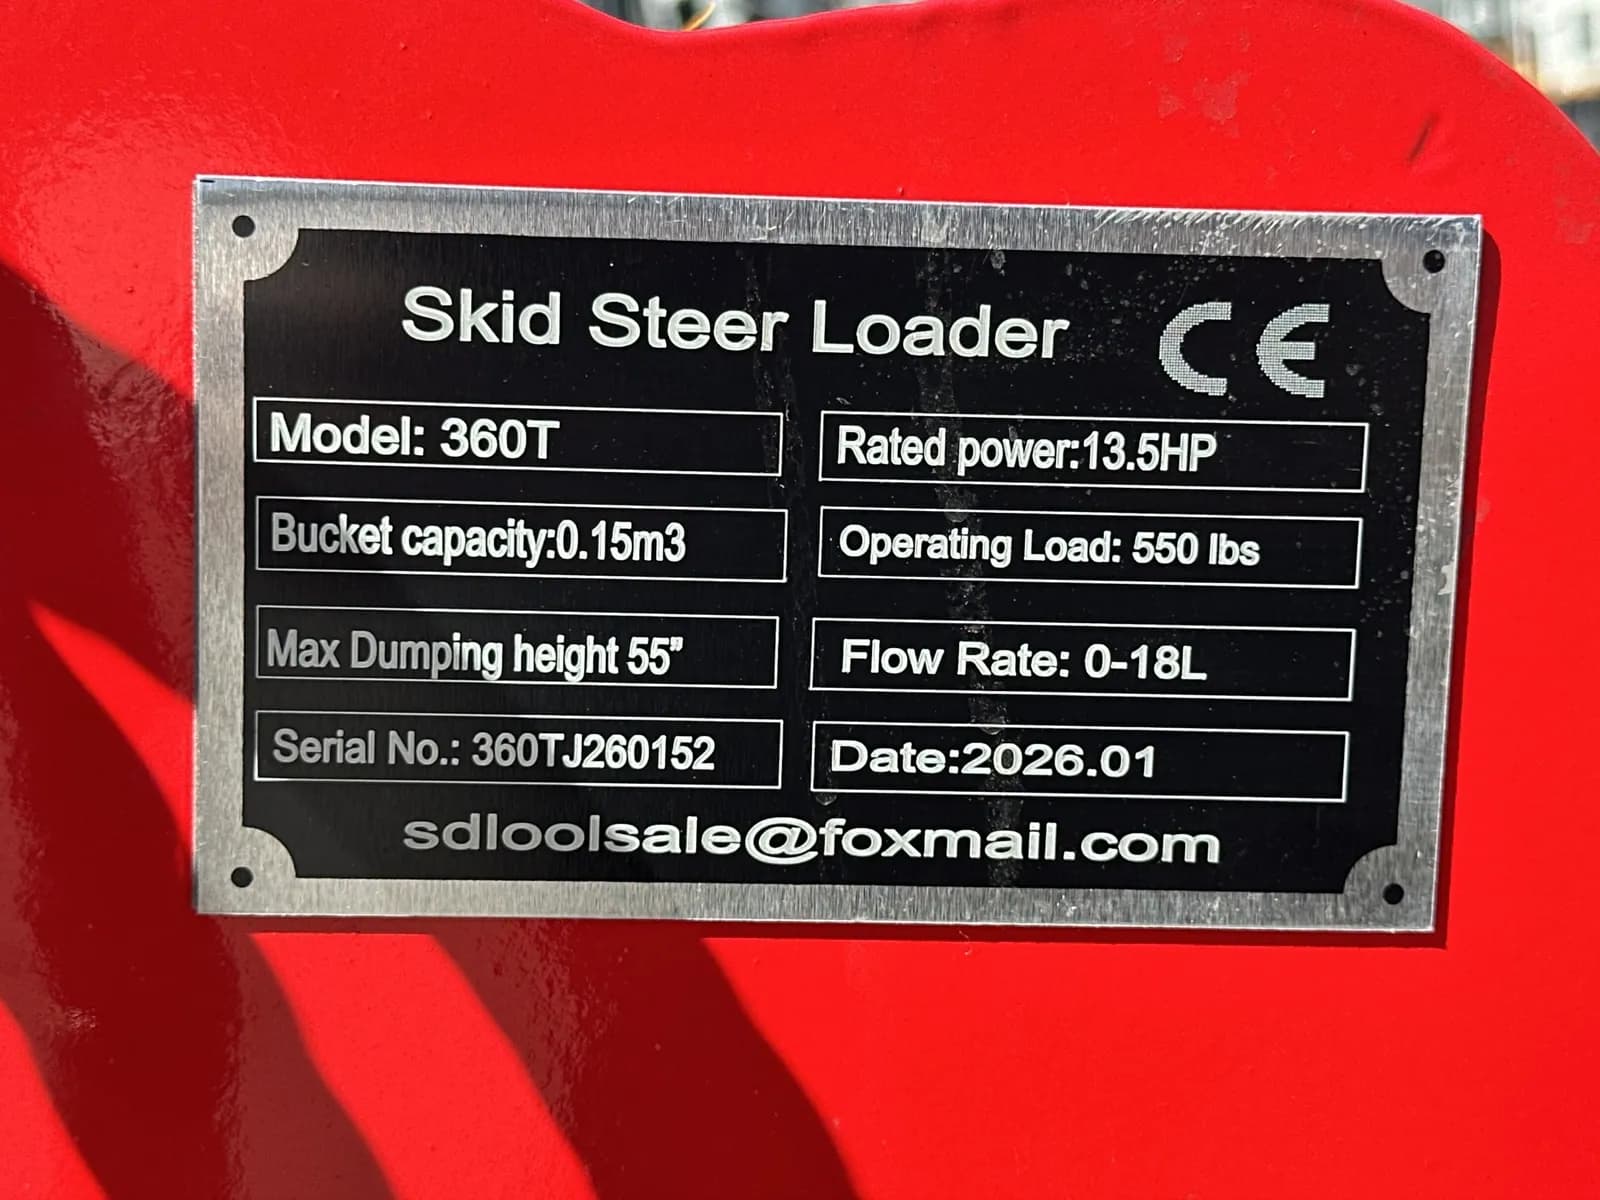 Skid Steer Loader CE
Model: 360T
Rated power:13.5HP
Bucket capacity:0.15m3
Operating Load: 550 lbs
Max Dumping height 55”
Flow Rate: 0-18L
Serial No.: 360TJ260152
Date:2026.01
sdloolsale@foxmail.com